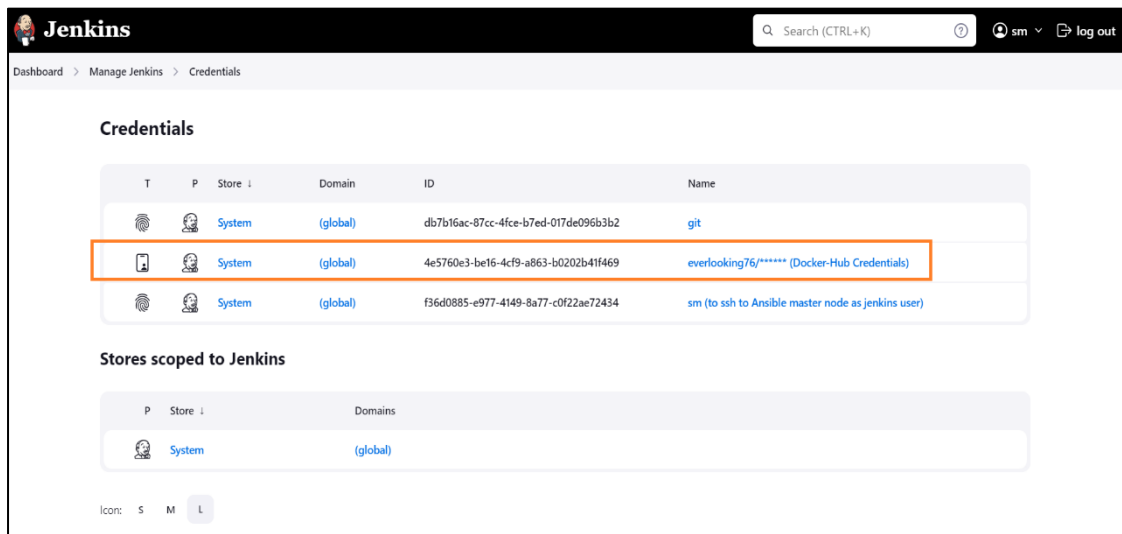 Jenkins
Search (CTRL+K) ? sm log out
Dashboard > Manage Jenkins > Credentials
Credentials
T P Store ↓ Domain ID Name
System (global) db7b16ac-87cc-4fce-b7ed-017de096b3b2 git
System (global) 4e5760e3-be16-4cf9-a863-b0202b41f469 everlooking76/****** (Docker-Hub Credentials)
System (global) f36d0885-e977-4149-8a77-c0f22ae72434 sm (to ssh to Ansible master node as jenkins user)
Stores scoped to Jenkins
P Store ↓ Domains
System (global)
Icon: S M L